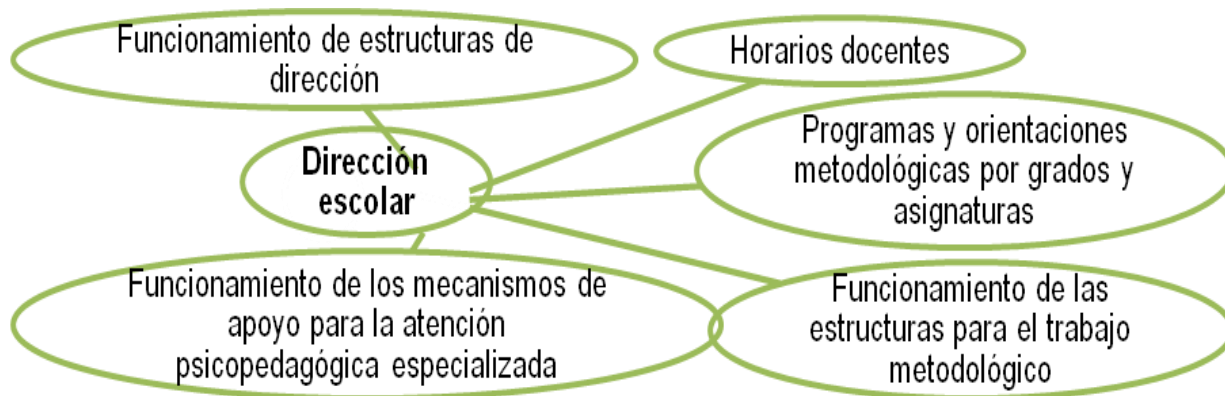 Funcionamiento de estructuras de
dirección
Horarios docentes
Dirección
escolar
Programas y orientaciones
metodológicas por grados y
asignaturas
Funcionamiento de los mecanismos de
apoyo para la atención
psicopedagógica especializada
Funcionamiento de las
estructuras para el trabajo
metodológico